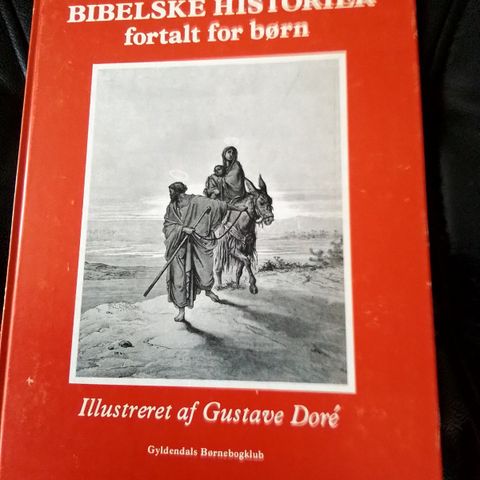 BIBELSKE HISTORIER
fortalt for børn
Illustreret af Gustave Doré
Gyldendals Børnebogklub